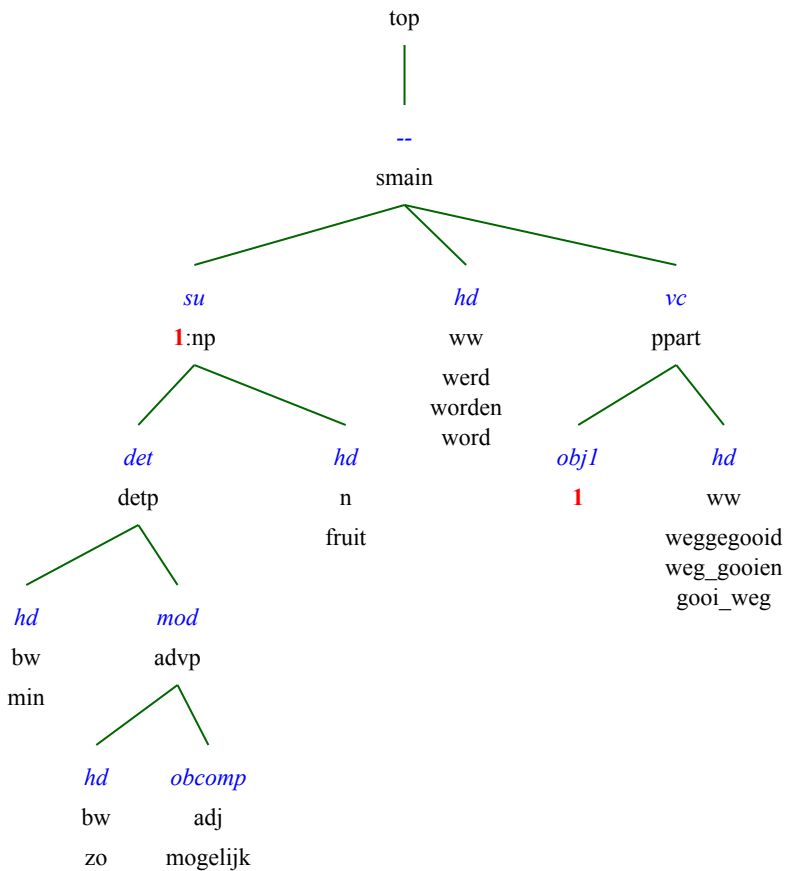 top
--
smain
su hd vc
1:np ww ppart
werd
worden
word
det hd obj1 hd
detp n 1 ww
fruit weggegooid
weg_gooien
gooi_weg
hd mod
bw advp
min
hd obcomp
bw adj
zo mogelijk